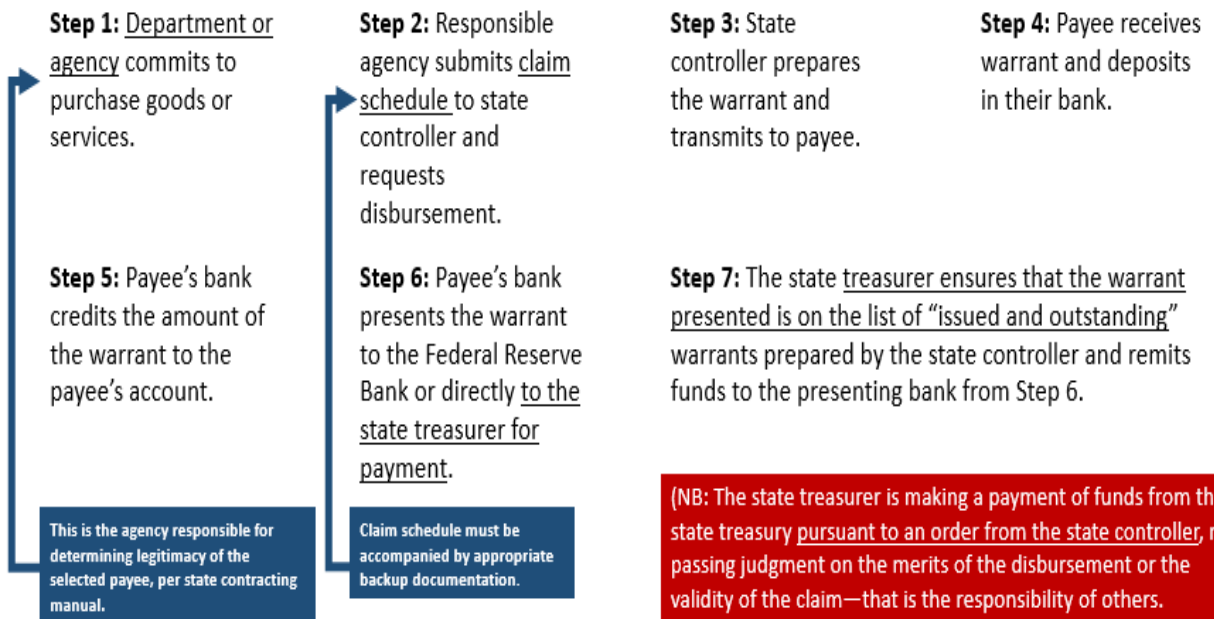 Step 1: Department or
agency commits to
purchase goods or
services.
Step 2: Responsible
agency submits claim
schedule to state
controller and
requests
disbursement.
Step 3: State
controller prepares
the warrant and
transmits to payee.
Step 4: Payee receives
warrant and deposits
in their bank.
Step 5: Payee’s bank
credits the amount of
the warrant to the
payee’s account.
Step 6: Payee’s bank
presents the warrant
to the Federal Reserve
Bank or directly to the
state treasurer for
payment.
Step 7: The state treasurer ensures that the warrant
presented is on the list of “issued and outstanding”
warrants prepared by the state controller and remits
funds to the presenting bank from Step 6.
This is the agency responsible for
determining legitimacy of the
selected payee, per state contracting
manual.
Claim schedule must be
accompanied by appropriate
backup documentation.
(NB: The state treasurer is making a payment of funds from
state treasury pursuant to an order from the state controller,
passing judgment on the merits of the disbursement or the
validity of the claim—that is the responsibility of others.